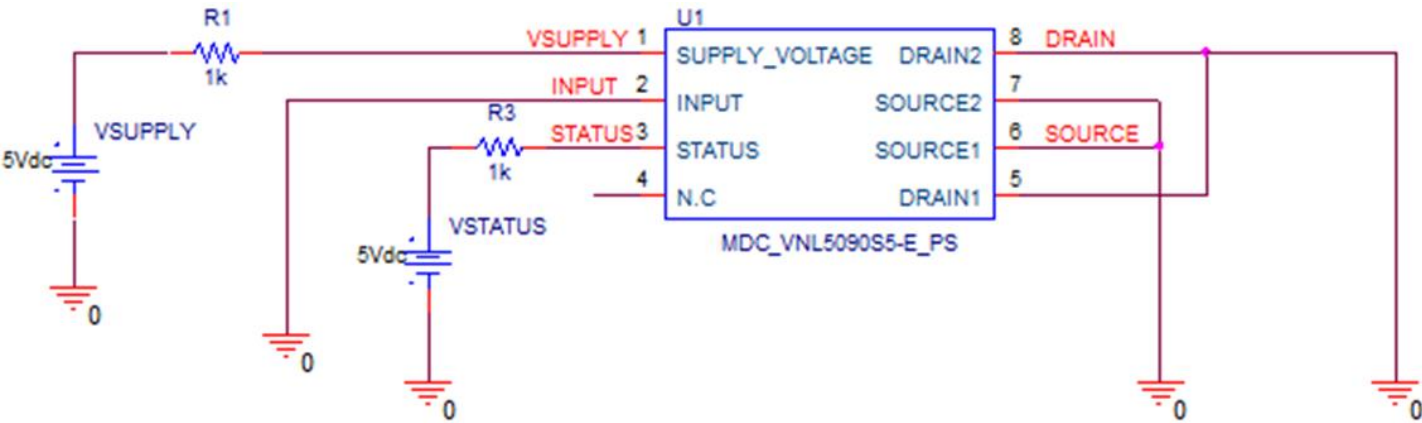 R1
1k
VSUPPLY 1
U1
SUPPLY_VOLTAGE DRAIN2
8 DRAIN
INPUT 2
INPUT SOURCE2
7
VSUPPLY
5Vdc
R3
1k
STATUS 3
STATUS SOURCE1
6 SOURCE
4
N.C DRAIN1
5
VSTATUS
5Vdc
MDC_VNL5090S5-E_PS
0
0
0
0
0